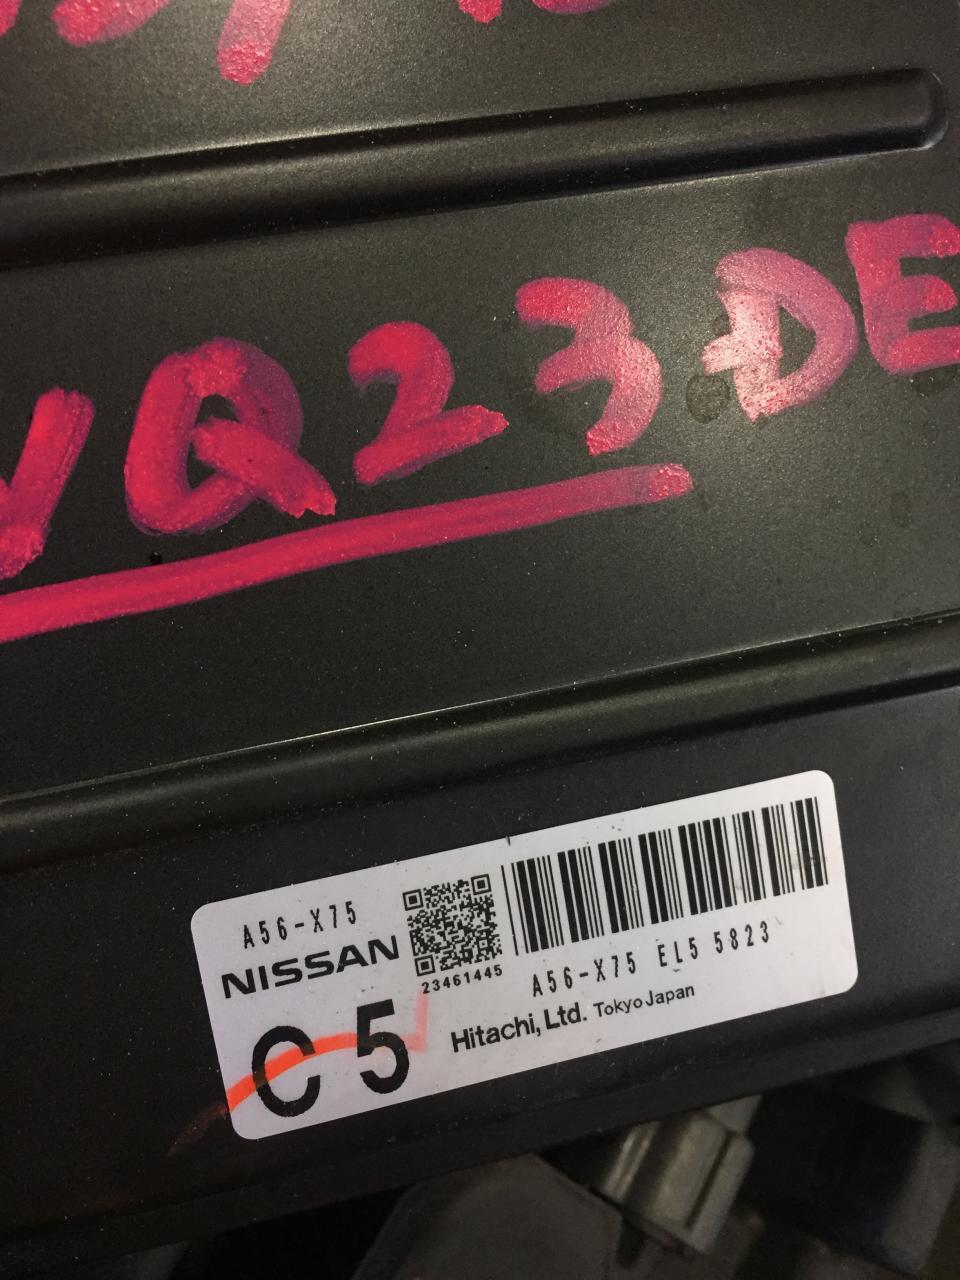 VQ23DE
A56-X75
NISSAN
23461445
A56-X75 EL5 5823
C5
Hitachi, Ltd. Tokyo Japan